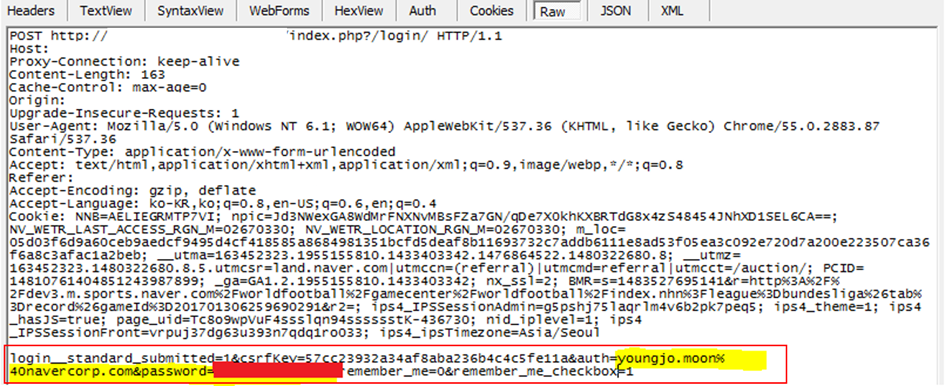 Headers TextView SyntaxView WebForms HexView Auth Cookies Raw JSON XML
POST http:// index.php?/login/ HTTP/1.1
Host:
Proxy-Connection: keep-alive
Content-Length: 163
Cache-Control: max-age=0
Origin:
Upgrade-Insecure-Requests: 1
User-Agent: Mozilla/5.0 (Windows NT 6.1; WOW64) AppleWebKit/537.36 (KHTML, like Gecko) Chrome/55.0.2883.87
Safari/537.36
Content-Type: application/x-www-form-urlencoded
Accept: text/html,application/xhtml+xml,application/xml;q=0.9,image/webp,*/*;q=0.8
Referer:
Accept-Encoding: gzip, deflate
Accept-Language: ko-KR,ko;q=0.8,en-US;q=0.6,en;q=0.4
Cookie: NNB=AELIEGRMTP7VI; npic=Jd3NWexGA8WdMrFNXNvMBsFZa7GN/qDe7X0khKXBRTdG8x4zS48454JNhXD1SEL6CA==;
NV_WETR_LAST_ACCESS_RGN_M=02670330; NV_WETR_LOCATION_RGN_M=02670330; m_loc=
05d03f6d9a60ceb9aedcf9495d4cf418585a8684981351bcfd5deaf8b11693732c7addb6111e8ad53f05ea3c092e720d7a200e223507ca36
f6a8c3afac1a2beb; __utma=163452323.1955155810.1433403342.1476864522.1480322680.8; __utmz=
163452323.1480322680.8.5.utmcsr=land.naver.com|utmccn=(referral)|utmcmd=referral|utmcct=/auction/; PCID=
14810761404851243987899; _ga=GA1.2.1955155810.1433403342; nx_ssl=2; BMR=s=1483527695141&r=http%3A%2F%
2Fdev3.m.sports.naver.com%2Fworldfootball%2Fgamecenter%2Fworldfootball%2Findex.nhn%3Fleague%3Dbundesliga%26tab%
3Drecord%26gameId%3D2017013062596902​91&r2=; ips4_IPSSessionAdmin=g5pshj75laqrlm4v6b2pk7peq5; ips4_theme=1; ips4
_hasJS=true; page_uid=Tc8o9wpVuF4ssslqn94ssssssstK-436730; nid_iplevel=1; ips4
_IPSSessionFront=vrpuj37dg63u393n7qdq1ro033; ips4_ipsTimezone=Asia/Seoul
login__standard_submitted=1&csrfKey=57cc23932a34af8aba236b4c4c5fe11a&auth=youngjo.moon%
40navercorp.com&password= remember_me=0&remember_me_checkbox=1